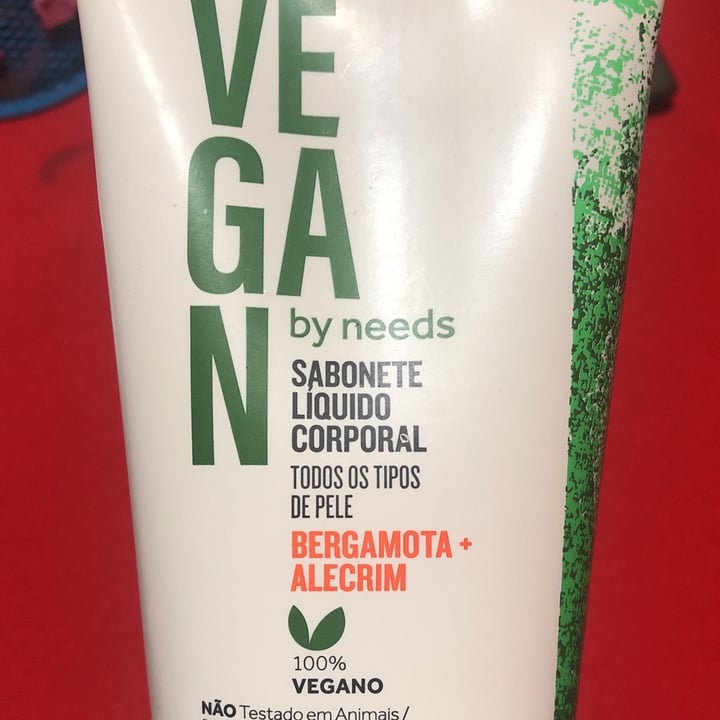 VE
GA
N
by needs
SABONETE
LÍQUIDO
CORPORAL
TODOS OS TIPOS
DE PELE
BERGAMOTA +
ALECRIM
100%
VEGANO
NÃO Testado em Animais /